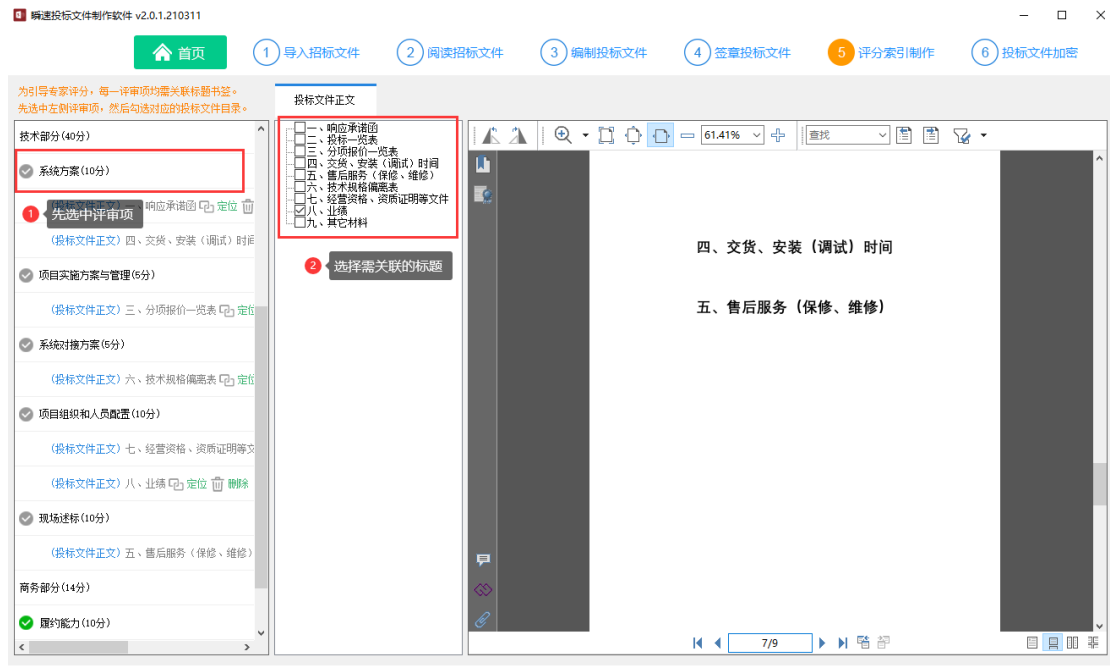 瞬速投标文件制作软件 v2.0.1.210311
首页
1 导入招标文件
2 阅读招标文件
3 编制投标文件
4 签章投标文件
5 评分索引制作
6 投标文件加密
为引导专家评分，每一评审项均需关联标题书签。
先选中左侧评审项，然后勾选对应的投标文件目录。
技术部分(40分)
系统方案(10分)
(投标文件正文) 一、响应承诺函 定位
1 先选中评审项
(投标文件正文) 四、交货、安装（调试）时间
项目实施方案与管理(5分)
(投标文件正文) 三、分项报价一览表 定位
系统对接方案(5分)
(投标文件正文) 六、技术规格偏离表 定位
项目组织和人员配置(10分)
(投标文件正文) 七、经营资格、资质证明等文
(投标文件正文) 八、业绩 定位 删除
现场述标(10分)
(投标文件正文) 五、售后服务（保修、维修）
商务部分(14分)
履约能力(10分)
投标文件正文
一、响应承诺函
二、投标一览表
三、分项报价一览表
四、交货、安装（调试）时间
五、售后服务（保修、维修）
六、技术规格偏离表
七、经营资格、资质证明等文件
八、业绩
九、其它材料
2 选择需关联的标题
61.41%
查找
四、交货、安装（调试）时间
五、售后服务（保修、维修）
7/9